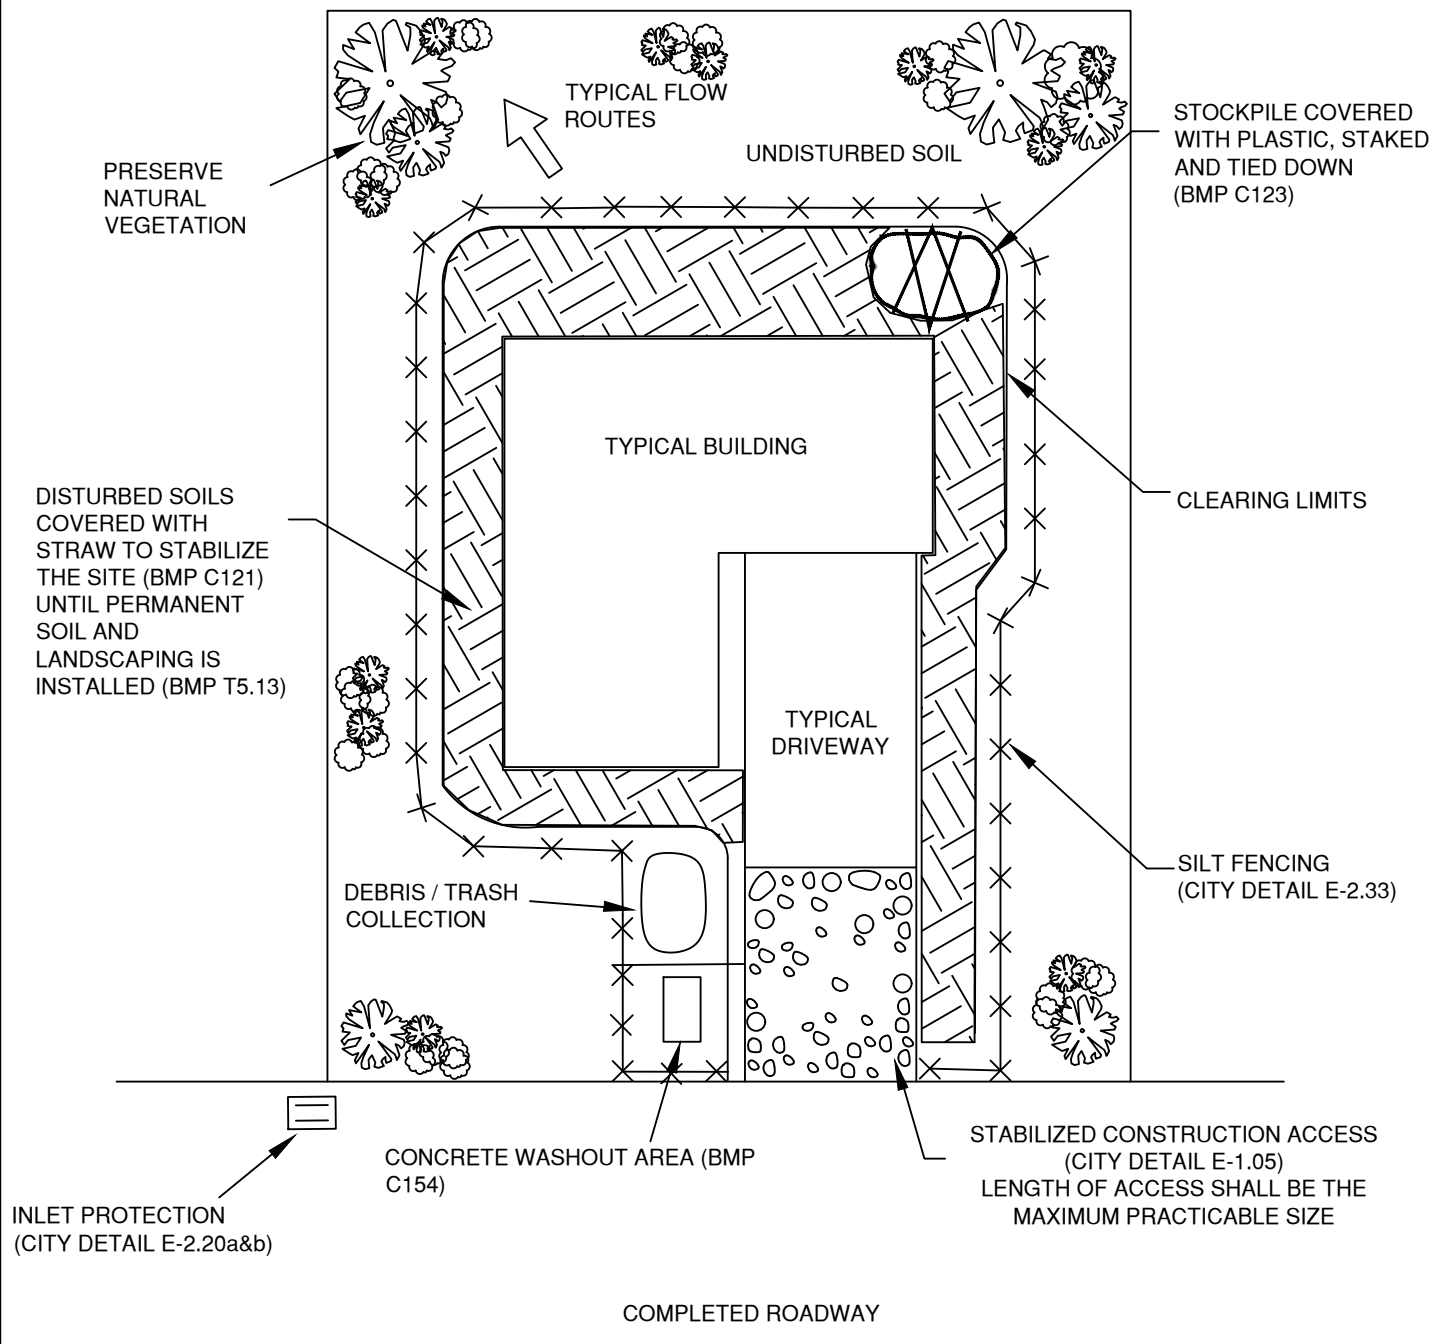 TYPICAL FLOW
ROUTES
UNDISTURBED SOIL
STOCKPILE COVERED
WITH PLASTIC, STAKED
AND TIED DOWN
(BMP C123)
PRESERVE
NATURAL
VEGETATION
TYPICAL BUILDING
CLEARING LIMITS
DISTURBED SOILS
COVERED WITH
STRAW TO STABILIZE
THE SITE (BMP C121)
UNTIL PERMANENT
SOIL AND
LANDSCAPING IS
INSTALLED (BMP T5.13)
TYPICAL
DRIVEWAY
SILT FENCING
(CITY DETAIL E-2.33)
DEBRIS / TRASH
COLLECTION
CONCRETE WASHOUT AREA (BMP
C154)
STABILIZED CONSTRUCTION ACCESS
(CITY DETAIL E-1.05)
LENGTH OF ACCESS SHALL BE THE
MAXIMUM PRACTICABLE SIZE
INLET PROTECTION
(CITY DETAIL E-2.20a&b)
COMPLETED ROADWAY